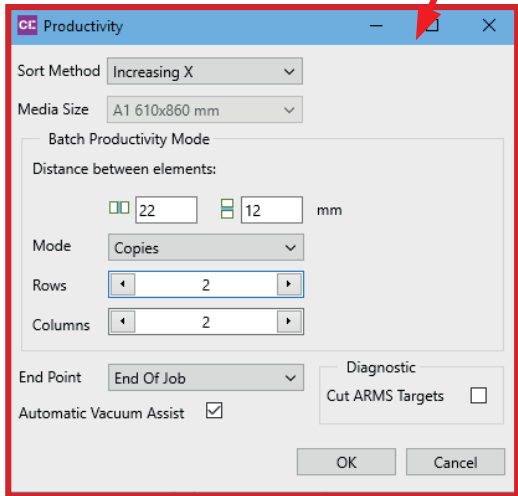 CE Productivity
Sort Method Increasing X
Media Size A1 610x860 mm
Batch Productivity Mode
Distance between elements:
22 12 mm
Mode Copies
Rows 2
Columns 2
End Point End Of Job
Diagnostic
Cut ARMS Targets
Automatic Vacuum Assist
OK Cancel